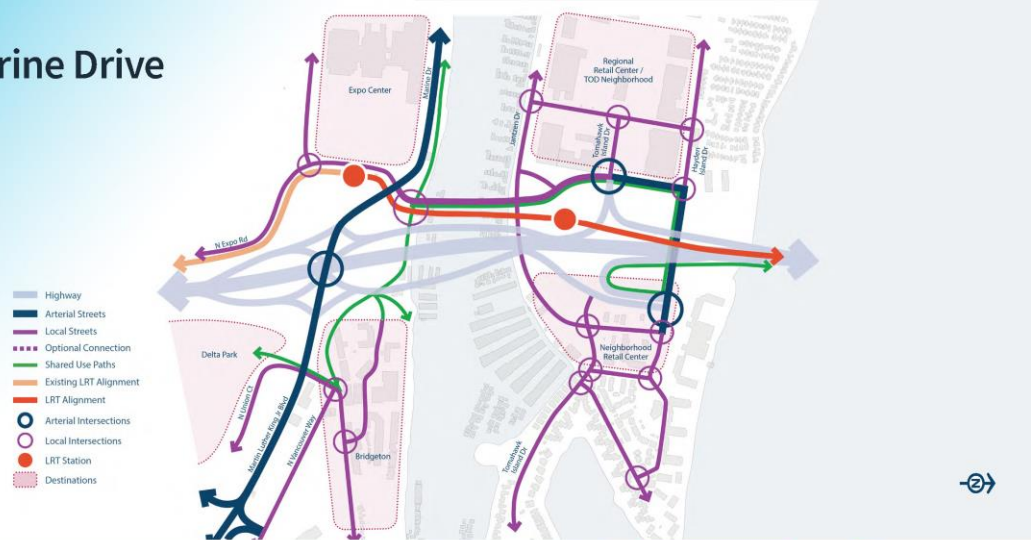 rine Drive
Expo Center
Marine Dr
Regional
Retail Center /
TOD Neighborhood
Jantzen Dr
Tomahawk
Island Dr
Hayden
Island Dr
N Expo Rd
Highway
Arterial Streets
Local Streets
Optional Connection
Shared Use Paths
Existing LRT Alignment
LRT Alignment
Arterial Intersections
Local Intersections
LRT Station
Destinations
Delta Park
N Union Ct
Martin Luther King Jr Blvd
N Vancouver Way
Bridgeton
Neighborhood
Retail Center
Tomahawk
Island Dr
Z